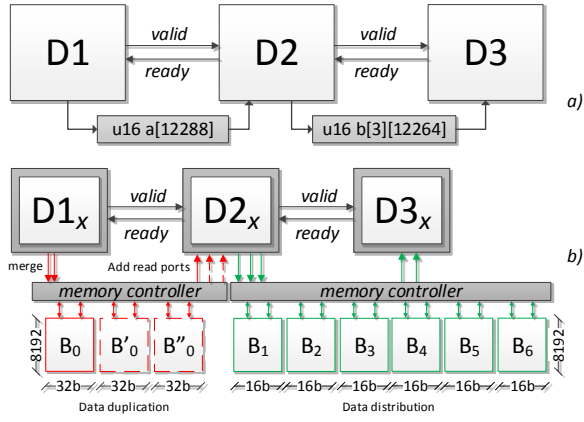 D1 valid D2 valid D3
ready ready
a)
u16 a[12288] u16 b[3][12264]
D1x valid D2x valid D3x
ready ready
b)
merge Add read ports
memory controller memory controller
8192 B0 B'0 B"0 B1 B2 B3 B4 B5 B6 8192
32b 32b 32b 16b 16b 16b 16b 16b 16b
Data duplication Data distribution